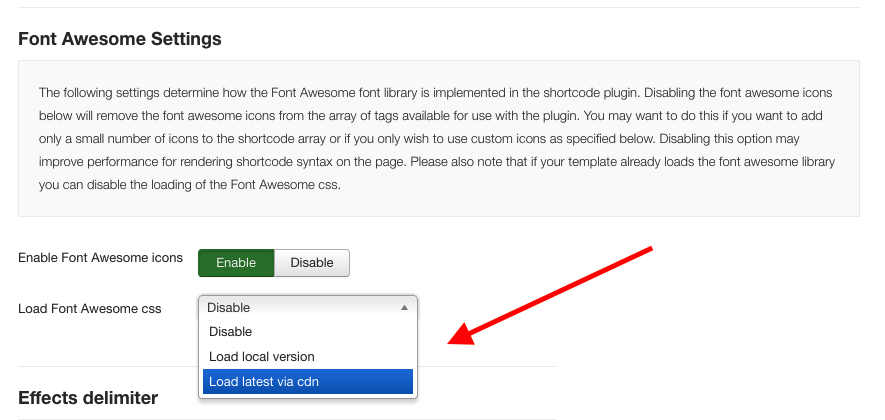 Font Awesome Settings
The following settings determine how the Font Awesome font library is implemented in the shortcode plugin. Disabling the font awesome icons
below will remove the font awesome icons from the array of tags available for use with the plugin. You may want to do this if you want to add
only a small number of icons to the shortcode array or if you only wish to use custom icons as specified below. Disabling this option may
improve performance for rendering shortcode syntax on the page. Please also note that if your template already loads the font awesome library
you can disable the loading of the Font Awesome css.
Enable Font Awesome icons Enable Disable
Load Font Awesome css Disable
Disable
Load local version
Load latest via cdn
Effects delimiter